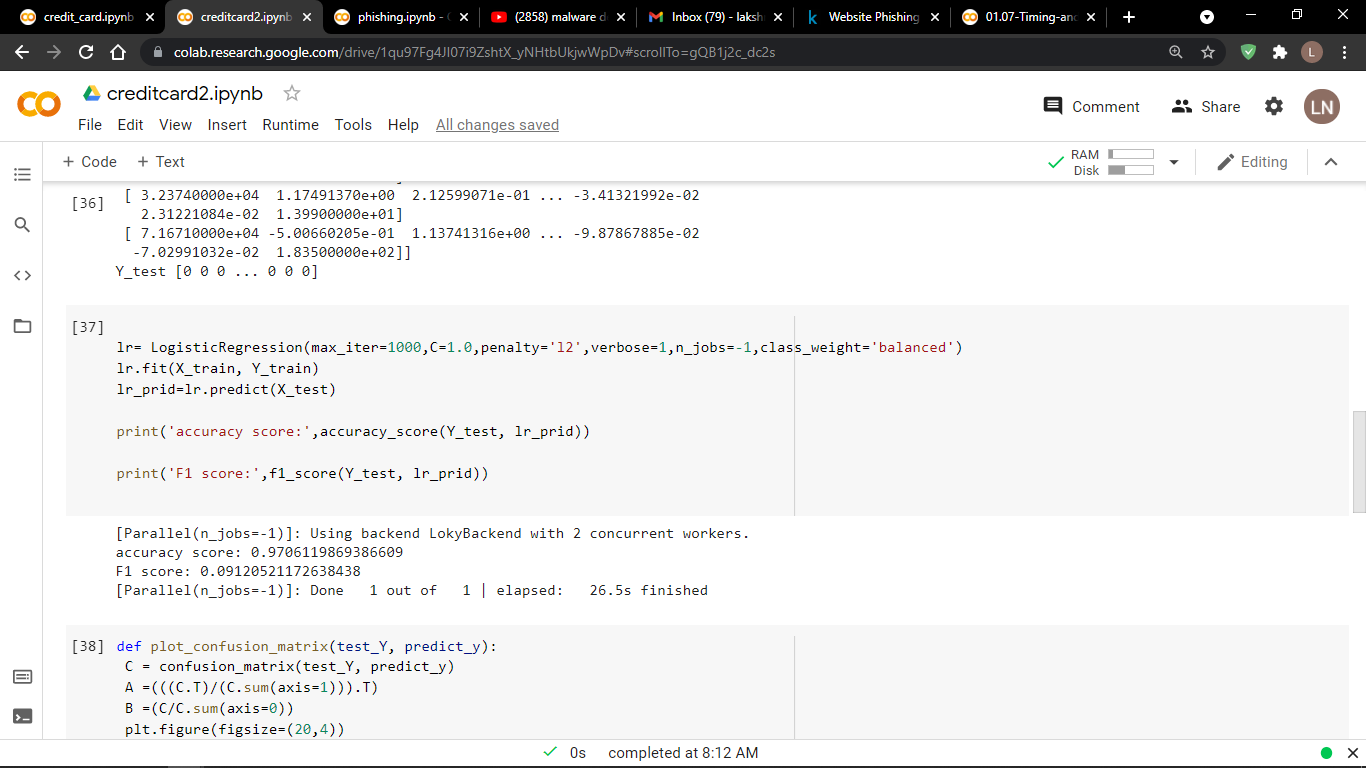 credit_card.ipynb
creditcard2.ipynb
phishing.ipynb -
(2858) malware d
Inbox (79) - laksh
Website Phishing
01.07-Timing-and
colab.research.google.com/drive/1qu97Fg4Jl07i9ZshtX_yNHtbUkjwWpDv#scrollTo=gQB1j2c_dc2s
L
creditcard2.ipynb
Comment
Share
LN
File Edit View Insert Runtime Tools Help All changes saved
+ Code + Text
RAM
Disk
Editing
[36] [ 3.23740000e+04 1.17491370e+00 2.12599071e-01 ... -3.41321992e-02
2.31221084e-02 1.39900000e+01]
[ 7.16710000e+04 -5.00660205e-01 1.13741316e+00 ... -9.87867885e-02
-7.02991032e-02 1.83500000e+02]]
Y_test [0 0 0 ... 0 0 0]
[37]
lr= LogisticRegression(max_iter=1000,C=1.0,penalty='l2',verbose=1,n_jobs=-1,class_weight='balanced')
lr.fit(X_train, Y_train)
lr_prid=lr.predict(X_test)
print('accuracy score:',accuracy_score(Y_test, lr_prid))
print('F1 score:',f1_score(Y_test, lr_prid))
[Parallel(n_jobs=-1)]: Using backend LokyBackend with 2 concurrent workers.
accuracy score: 0.9706119869386609
F1 score: 0.09120521172638438
[Parallel(n_jobs=-1)]: Done 1 out of 1 | elapsed: 26.5s finished
[38] def plot_confusion_matrix(test_Y, predict_y):
C = confusion_matrix(test_Y, predict_y)
A =(((C.T)/(C.sum(axis=1))).T)
B =(C/C.sum(axis=0))
plt.figure(figsize=(20,4))
0s completed at 8:12 AM